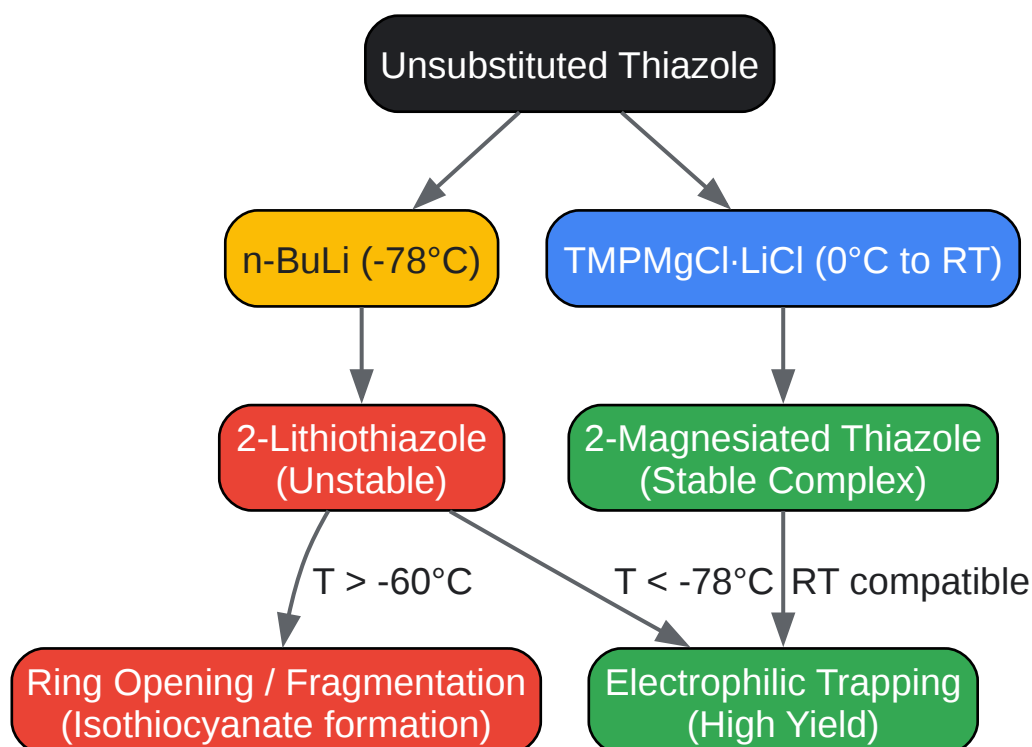 Unsubstituted Thiazole
n-BuLi (-78°C)
TMPMgCl·LiCl (0°C to RT)
2-Lithiothiazole
(Unstable)
2-Magnesiated Thiazole
(Stable Complex)
T > -60°C
T < -78°C
RT compatible
Ring Opening / Fragmentation
(Isothiocyanate formation)
Electrophilic Trapping
(High Yield)